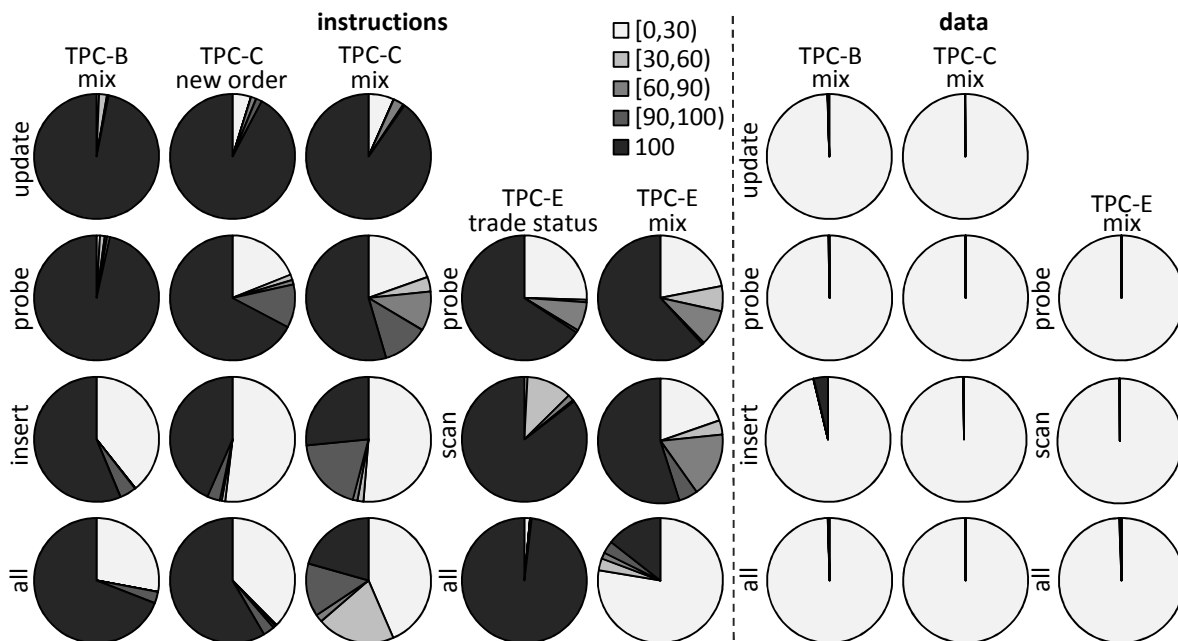 instructions
data
TPC-B
mix
TPC-C
new order
TPC-C
mix
[0,30)
[30,60)
[60,90)
[90,100)
100
TPC-B
mix
TPC-C
mix
update
update
TPC-E
trade status
TPC-E
mix
TPC-E
mix
probe
probe
probe
probe
insert
scan
insert
scan
all
all
all
all